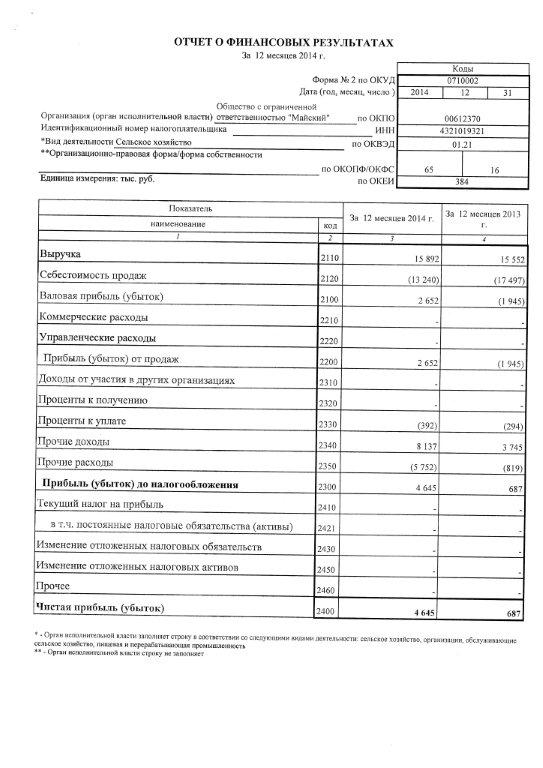 ОТЧЕТ О ФИНАНСОВЫХ РЕЗУЛЬТАТАХ
За 12 месяцев 2014 г.
Коды
Форма № 2 по ОКУД 0710002
Дата (год, месяц, число ) 2014 12 31
Общество с ограниченной
Организация (орган исполнительной власти) ответственностью "Майский" по ОКПО 00612370
Идентификационный номер налогоплательщика ИНН 4321019321
*Вид деятельности Сельское хозяйство по ОКВЭД 01.21
**Организационно-правовая форма/форма собственности
по ОКОПФ/ОКФС 65 16
Единица измерения: тыс. руб. по ОКЕИ 384
Показатель За 12 месяцев 2014 г. За 12 месяцев 2013 г.
наименование код
1 2 3 4
Выручка 2110 15 892 15 552
Себестоимость продаж 2120 (13 240) (17 497)
Валовая прибыль (убыток) 2100 2 652 (1 945)
Коммерческие расходы 2210 - -
Управленческие расходы 2220 - -
Прибыль (убыток) от продаж 2200 2 652 (1 945)
Доходы от участия в других организациях 2310 - -
Проценты к получению 2320 - -
Проценты к уплате 2330 (392) (294)
Прочие доходы 2340 8 137 3 745
Прочие расходы 2350 (5 752) (819)
Прибыль (убыток) до налогообложения 2300 4 645 687
Текущий налог на прибыль 2410 - -
в т.ч. постоянные налоговые обязательства (активы) 2421 - -
Изменение отложенных налоговых обязательств 2430 - -
Изменение отложенных налоговых активов 2450 - -
Прочее 2460 - -
Чистая прибыль (убыток) 2400 4 645 687
* - Орган исполнительной власти заполняет строку в соответствии со следующими видами деятельности: сельское хозяйство, организации, обслуживающие
сельское хозяйство, пищевая и перерабатывающая промышленность
** - Орган исполнительной власти строку не заполняет